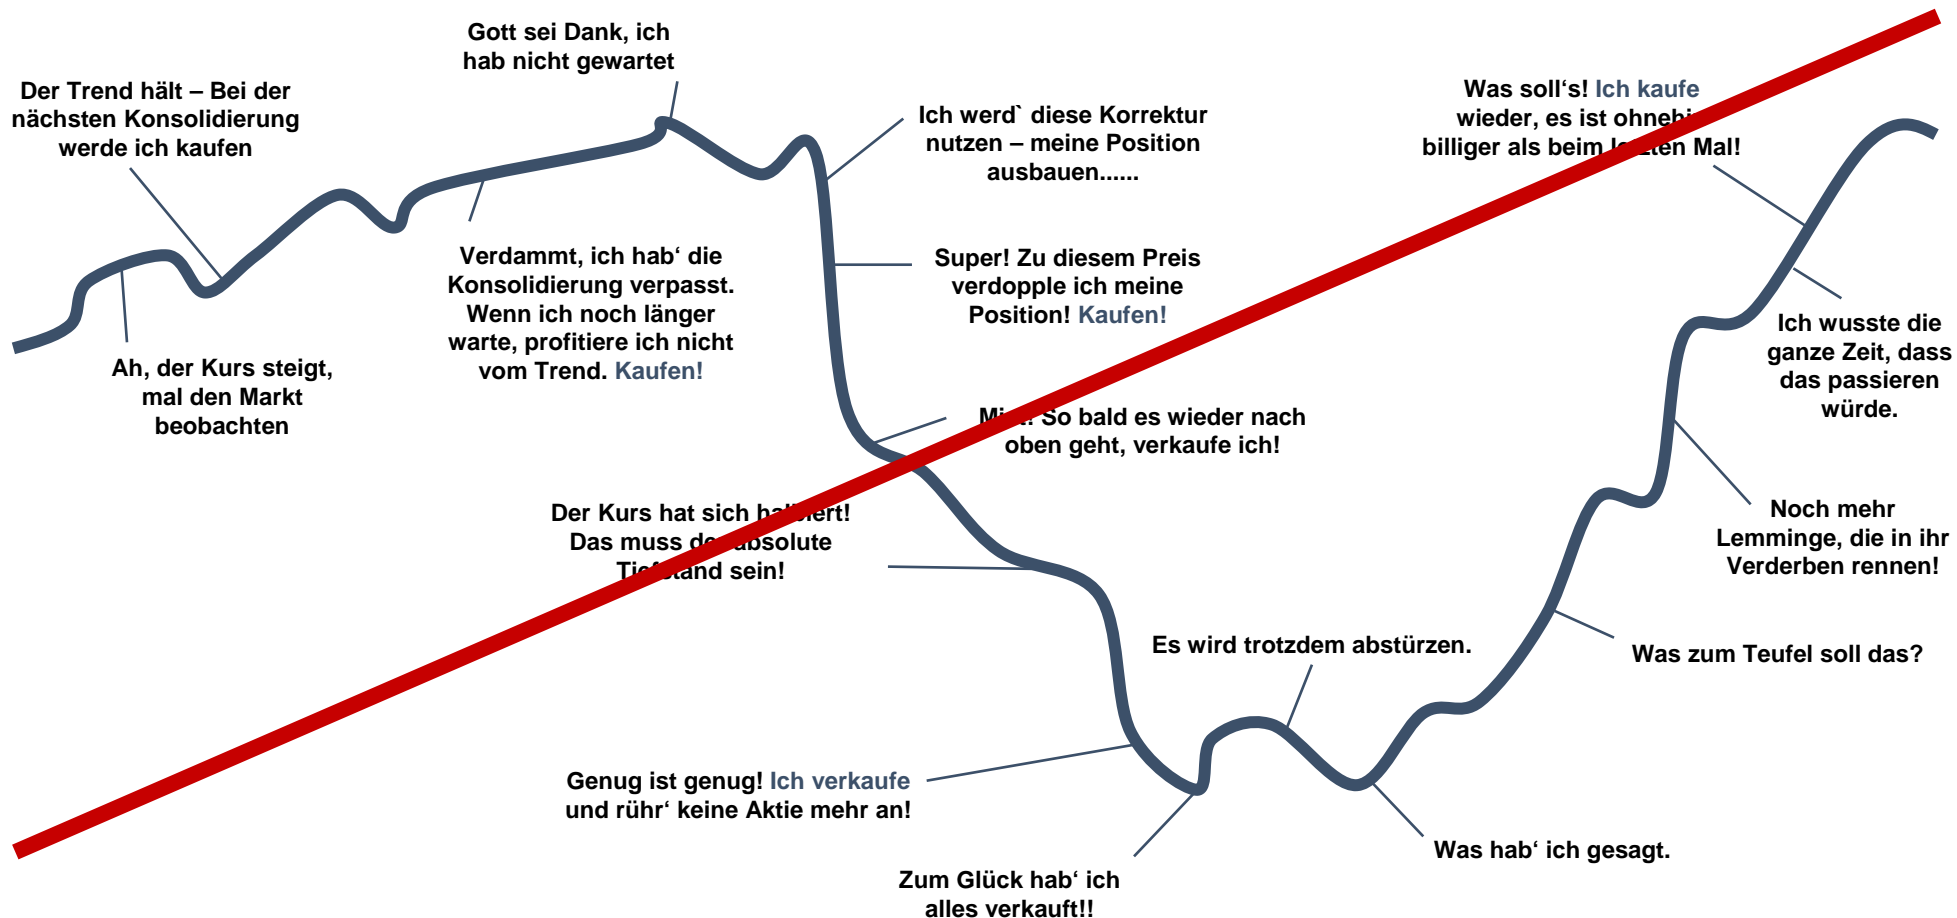 Der Trend hält – Bei der
nächsten Konsolidierung
werde ich kaufen
Ah, der Kurs steigt,
mal den Markt
beobachten
Gott sei Dank, ich
hab nicht gewartet
Verdammt, ich hab‘ die
Konsolidierung verpasst.
Wenn ich noch länger
warte, profitiere ich nicht
vom Trend. Kaufen!
Ich werd` diese Korrektur
nutzen – meine Position
ausbauen......
Super! Zu diesem Preis
verdopple ich meine
Position! Kaufen!
So bald es wieder nach
oben geht, verkaufe ich!
Der Kurs hat sich halbiert!
Das muss der absolute
Tiefstand sein!
Genug ist genug! Ich verkaufe
und rühr‘ keine Aktie mehr an!
Zum Glück hab‘ ich
alles verkauft!!
Es wird trotzdem abstürzen.
Was hab‘ ich gesagt.
Was zum Teufel soll das?
Noch mehr
Lemminge, die in ihr
Verderben rennen!
Ich wusste die
ganze Zeit, dass
das passieren
würde.
Was soll‘s! Ich kaufe
wieder, es ist ohnehin
billiger als beim letzten Mal!